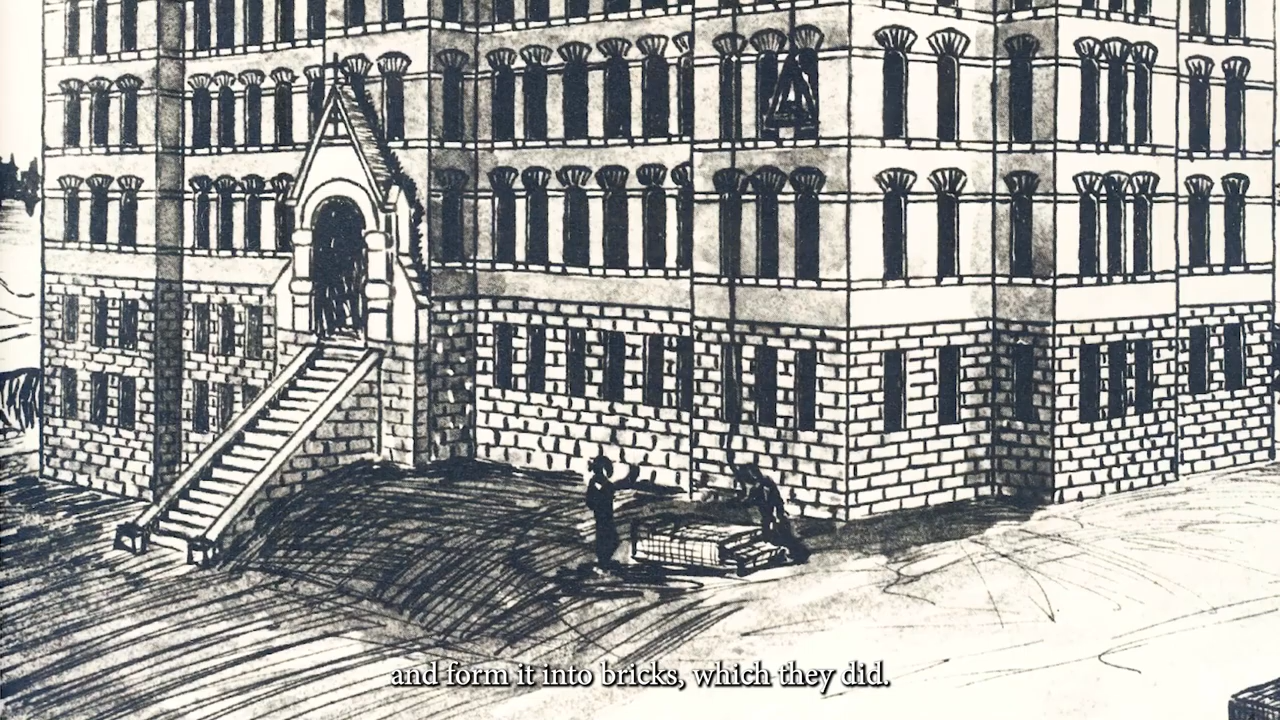 and form it into bricks, which they did.